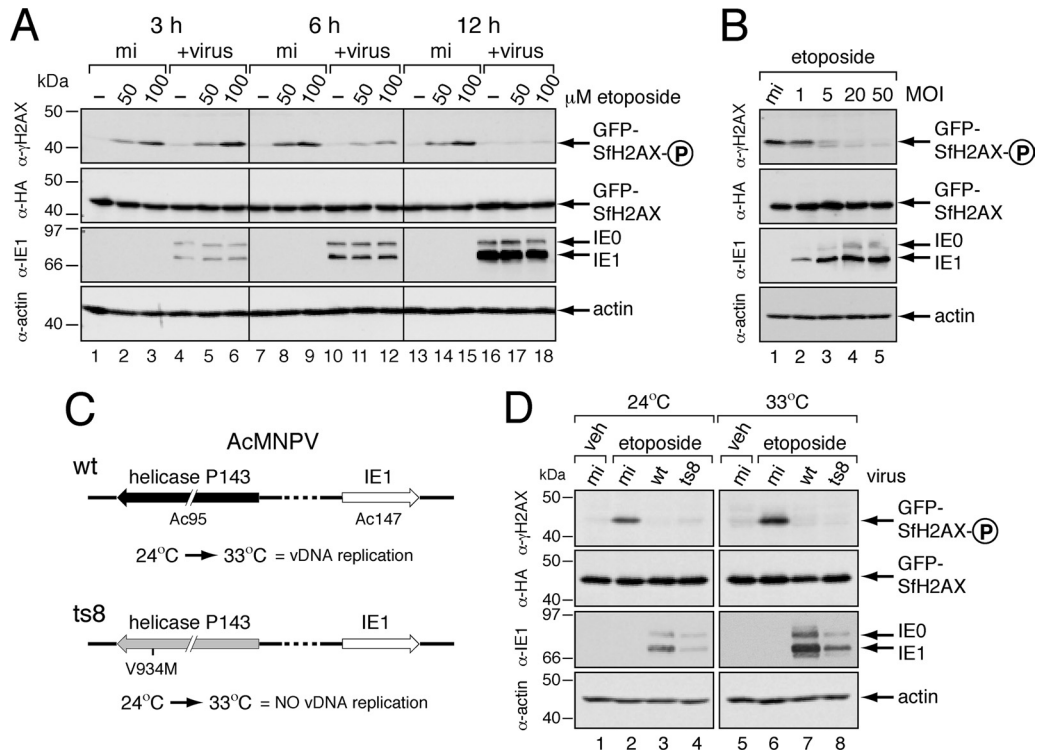 A
3 h 6 h 12 h
mi +virus mi +virus mi +virus
kDa
– 50 100 – 50 100 – 50 100 – 50 100 – 50 100 – 50 100 μM etoposide
α-γH2AX
50
40
GFP-
SfH2AX-P
α-HA
50
40
GFP-
SfH2AX
α-IE1
97
66
IE0
IE1
α-actin
40
actin
1 2 3 4 5 6 7 8 9 10 11 12 13 14 15 16 17 18
B
etoposide
mi 1 5 20 50 MOI
α-γH2AX
GFP-
SfH2AX-P
α-HA
GFP-
SfH2AX
α-IE1
IE0
IE1
α-actin
actin
1 2 3 4 5
C
AcMNPV
wt
helicase P143 IE1
Ac95 Ac147
24°C 33°C = vDNA replication
ts8
helicase P143 IE1
V934M
24°C 33°C = NO vDNA replication
D
24°C 33°C
veh etoposide veh etoposide
kDa
mi mi wt ts8 mi mi wt ts8 virus
α-γH2AX
50
40
GFP-
SfH2AX-P
α-HA
50
40
GFP-
SfH2AX
α-IE1
97
66
IE0
IE1
α-actin
40
actin
1 2 3 4 5 6 7 8